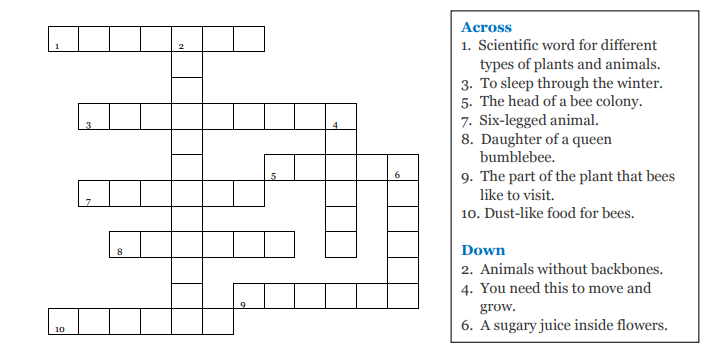 1
2
3
4
5
6
7
8
9
10
Across
1. Scientific word for different
types of plants and animals.
3. To sleep through the winter.
5. The head of a bee colony.
7. Six-legged animal.
8. Daughter of a queen
bumblebee.
9. The part of the plant that bees
like to visit.
10. Dust-like food for bees.
Down
2. Animals without backbones.
4. You need this to move and
grow.
6. A sugary juice inside flowers.